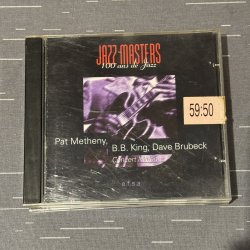 JAZZ MASTERS
100 ans de Jazz
59:50
Pat Metheny,
B.B. King, Dave Brubeck
e.f.s.a